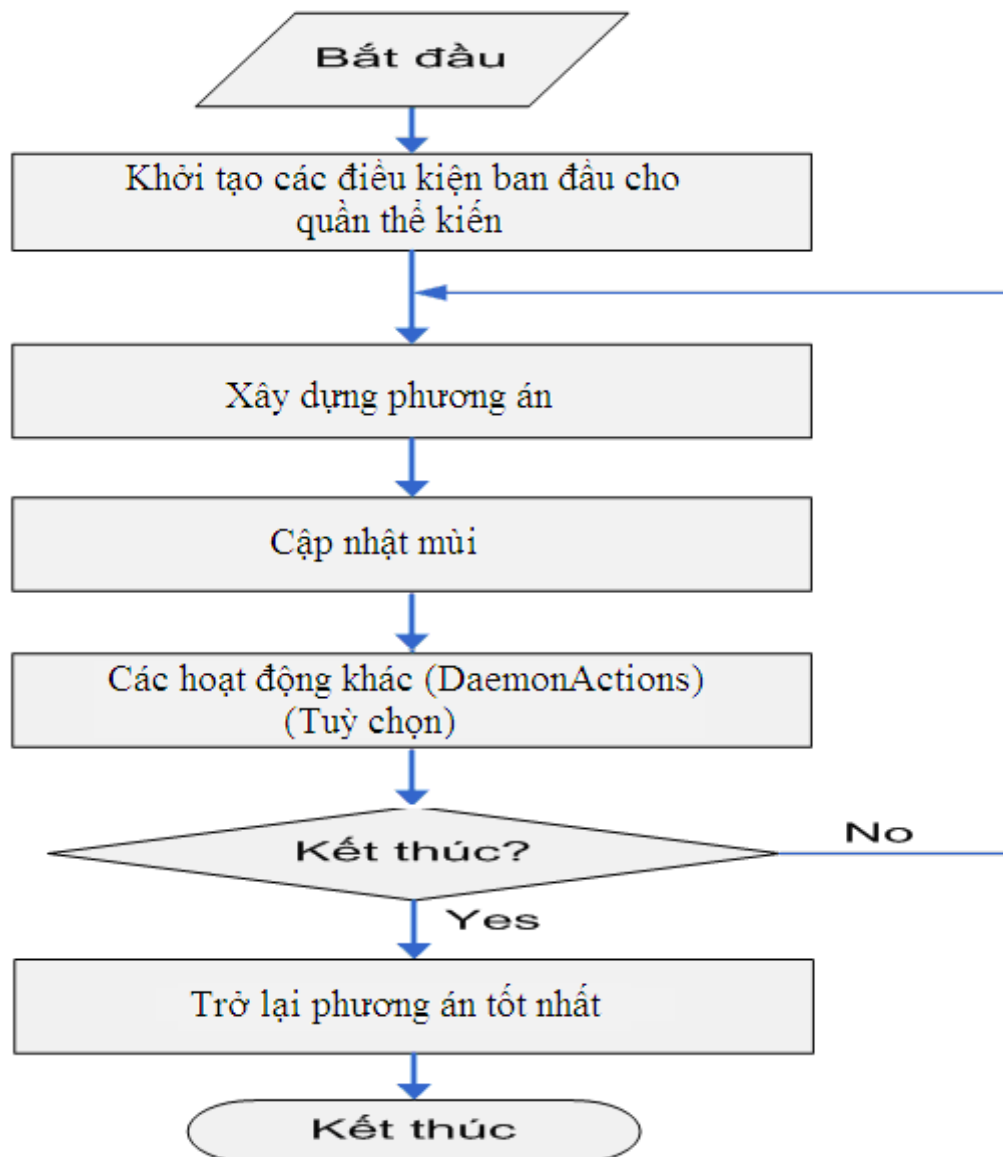 Bắt đầu
Khởi tạo các điều kiện ban đầu cho
quần thể kiến
Xây dựng phương án
Cập nhật mùi
Các hoạt động khác (DaemonActions)
(Tuỳ chọn)
Kết thúc?
No
Yes
Trở lại phương án tốt nhất
Kết thúc